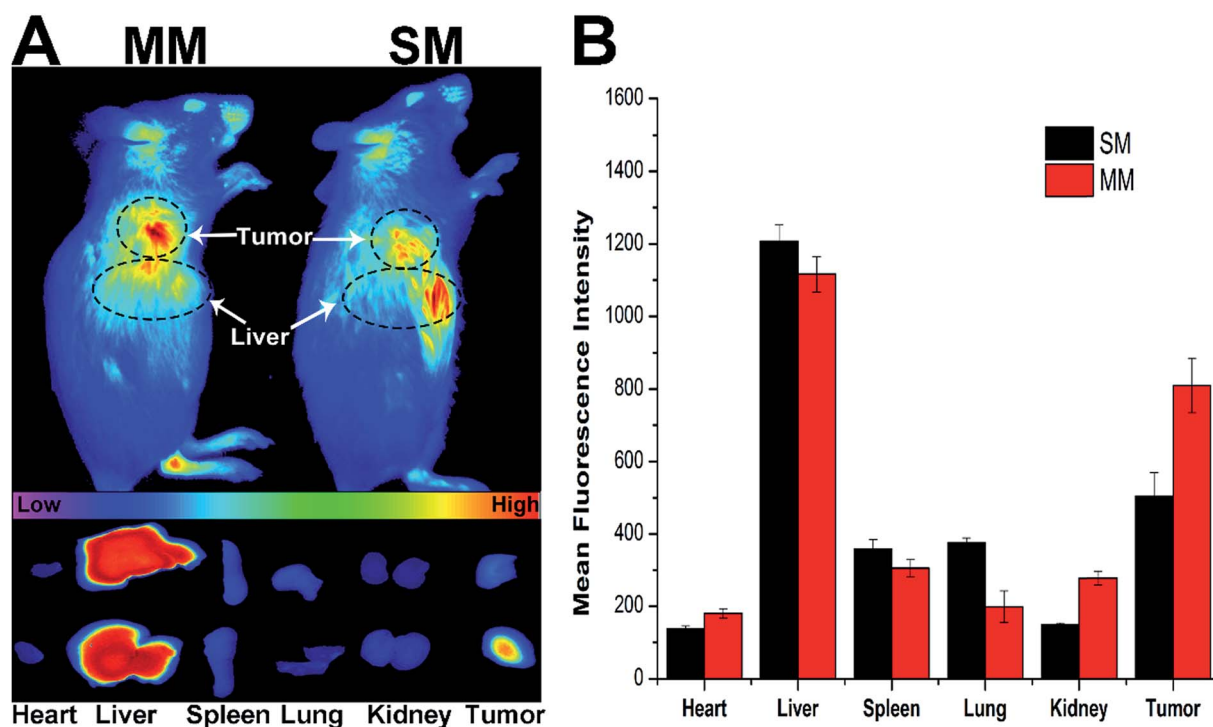 A
MM SM
Tumor
Liver
Low High
Heart Liver Spleen Lung Kidney Tumor
B
Mean Fluorescence Intensity
1600
1400
1200
1000
800
600
400
200
0
SM
MM
Heart Liver Spleen Lung Kidney Tumor